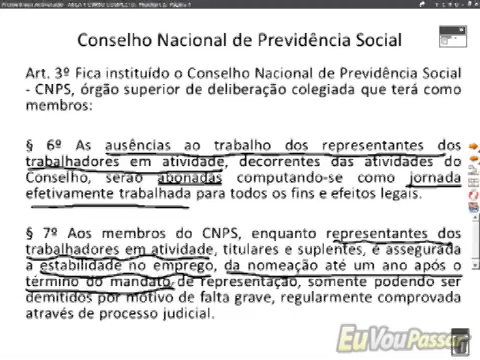 Conselho Nacional de Previdência Social
Art. 3º Fica instituído o Conselho Nacional de Previdência Social
- CNPS, órgão superior de deliberação colegiada que terá como
membros:
§ 6º As ausências ao trabalho dos representantes dos
trabalhadores em atividade, decorrentes das atividades do
Conselho, serão abonadas, computando-se como jornada
efetivamente trabalhada para todos os fins e efeitos legais.
§ 7º Aos membros do CNPS, enquanto representantes dos
trabalhadores em atividade, titulares e suplentes, é assegurada
a estabilidade no emprego, da nomeação até um ano após o
término do mandato de representação, somente podendo ser
demitidos por motivo de falta grave, regularmente comprovada
através de processo judicial.
EuVouPassar